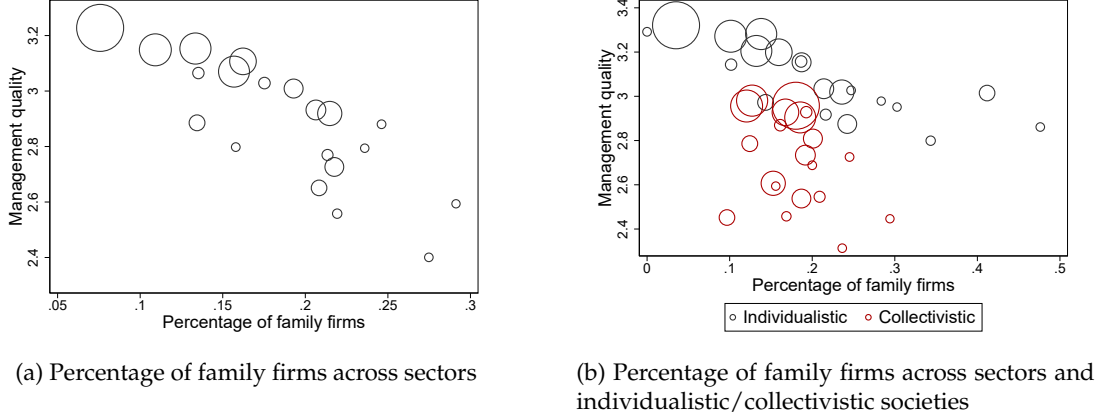 Management quality
3.2
3
2.8
2.6
2.4
.05
.1
.15
.2
.25
.3
Percentage of family firms
(a) Percentage of family firms across sectors
Management quality
3.4
3.2
3
2.8
2.6
2.4
0
.1
.2
.3
.4
.5
Percentage of family firms
Individualistic
Collectivistic
(b) Percentage of family firms across sectors and
individualistic/collectivistic societies